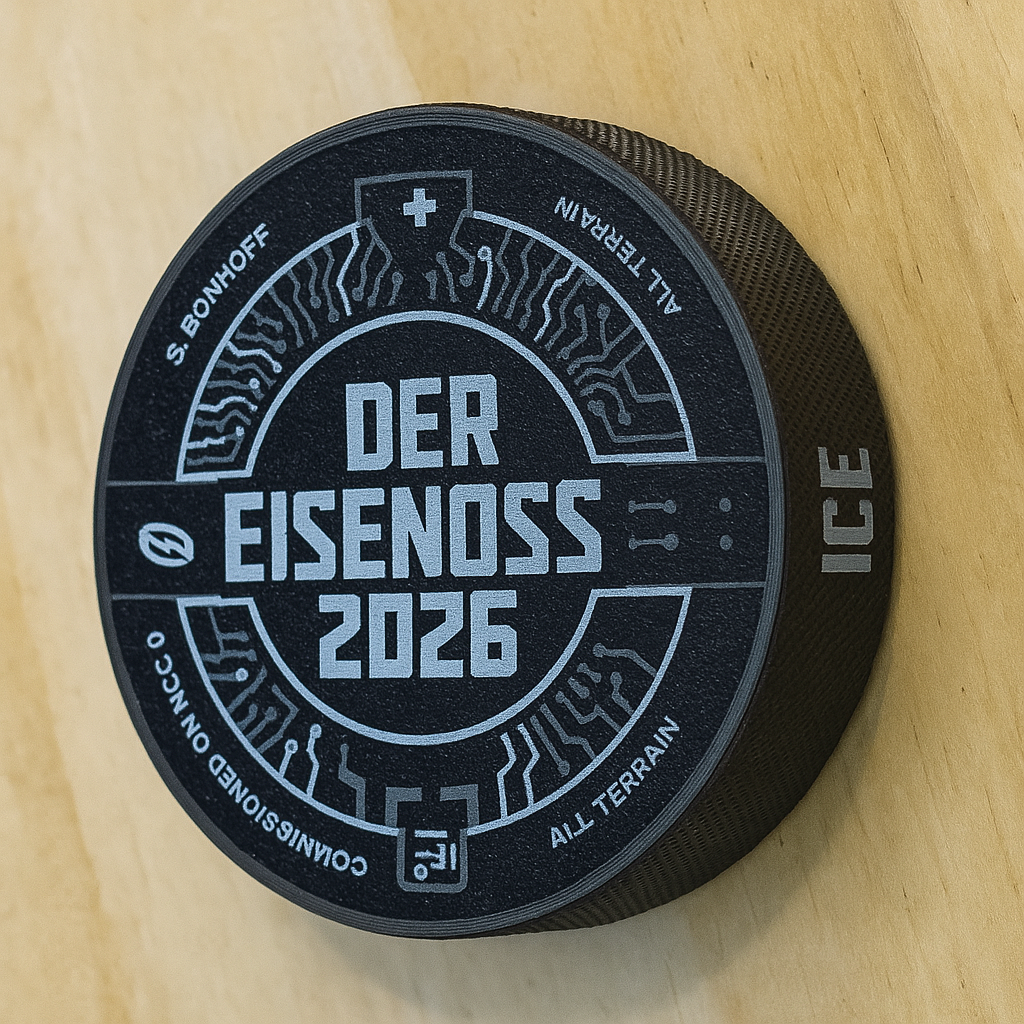 S. BONHOFF
ALL TERRAIN
DER
EISENOSS
2026
ICE
ALL TERRAIN